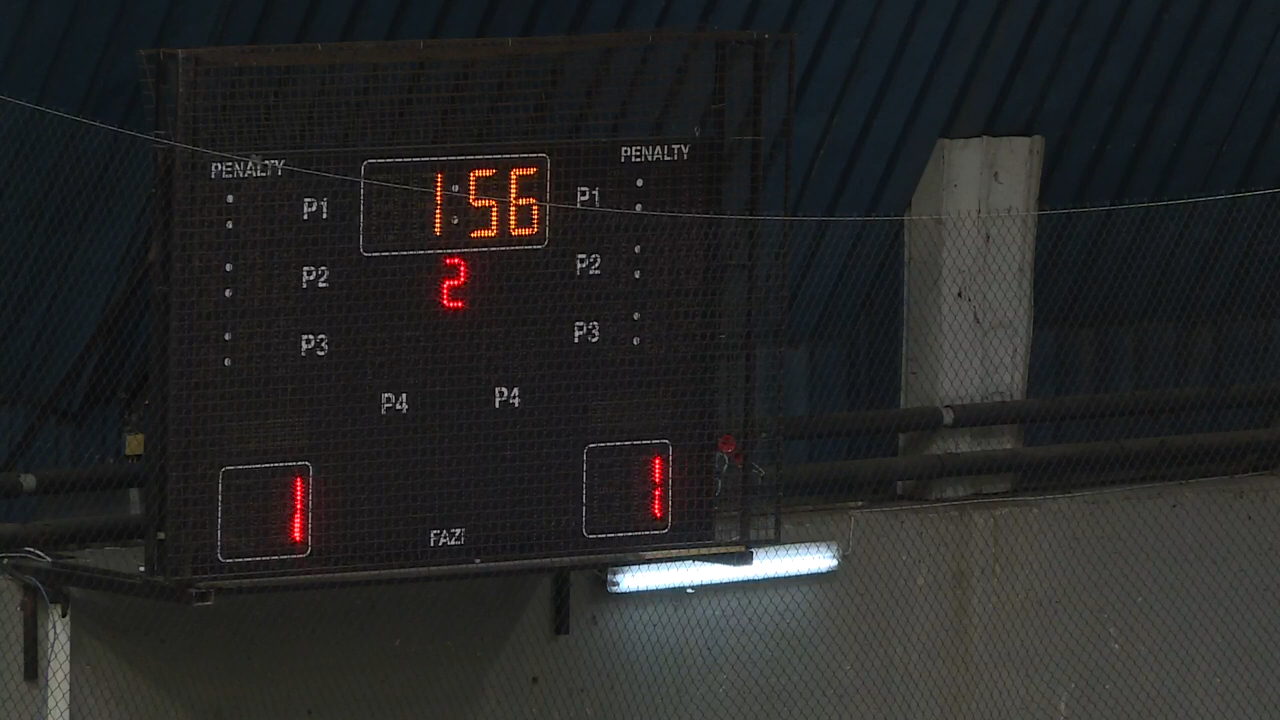 PENALTY 1:56 PENALTY
P1 P1
2
P2 P2
P3 P3
P4 P4
1 1
FAZI